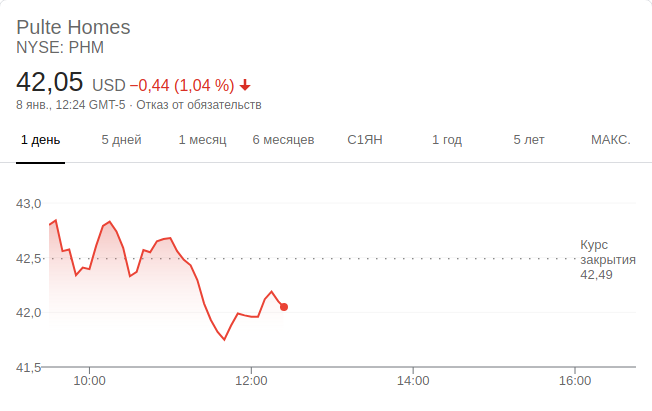 Pulte Homes
NYSE: PHM
42,05 USD −0,44 (1,04 %)
8 янв., 12:24 GMT-5 · Отказ от обязательств
1 день 5 дней 1 месяц 6 месяцев С1ЯН 1 год 5 лет МАКС.
43,0
42,5
42,0
41,5
Курс
закрытия
42,49
10:00 12:00 14:00 16:00